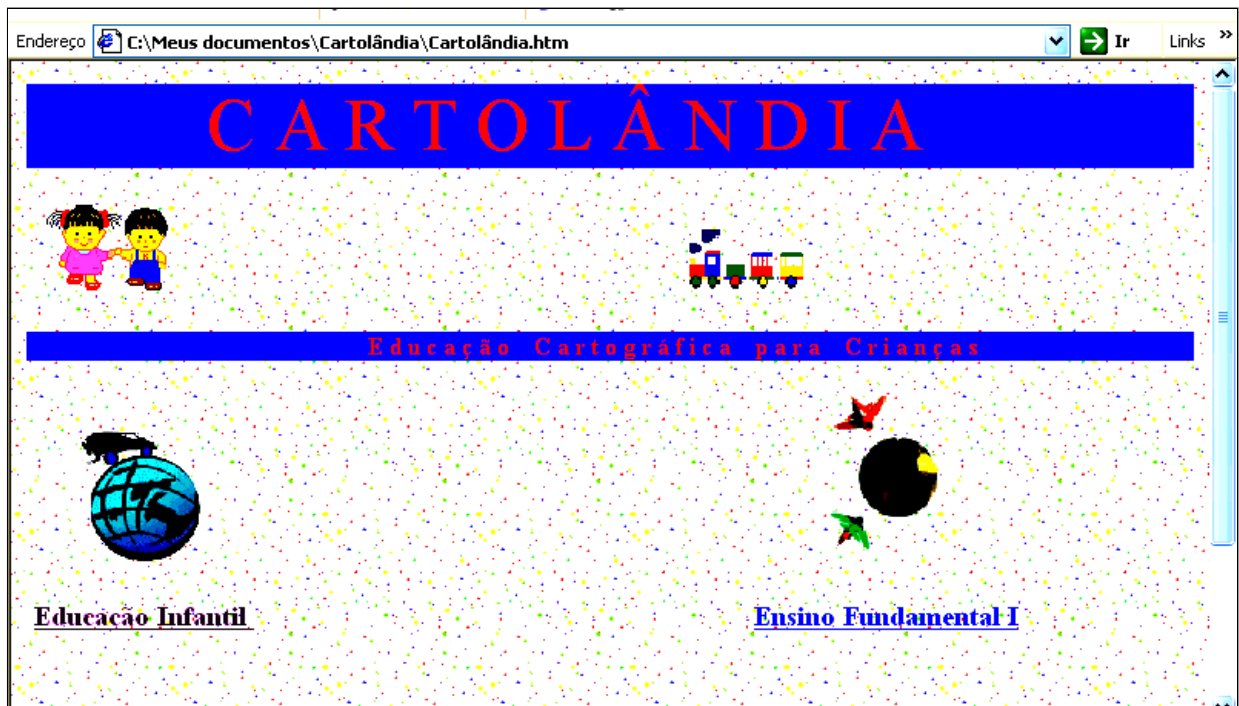 Endereço C:\Meus documentos\Cartolândia\Cartolândia.htm Ir Links »
CARTOLÂNDIA
Educação Cartográfica para Crianças
Educação Infantil Ensino Fundamental I